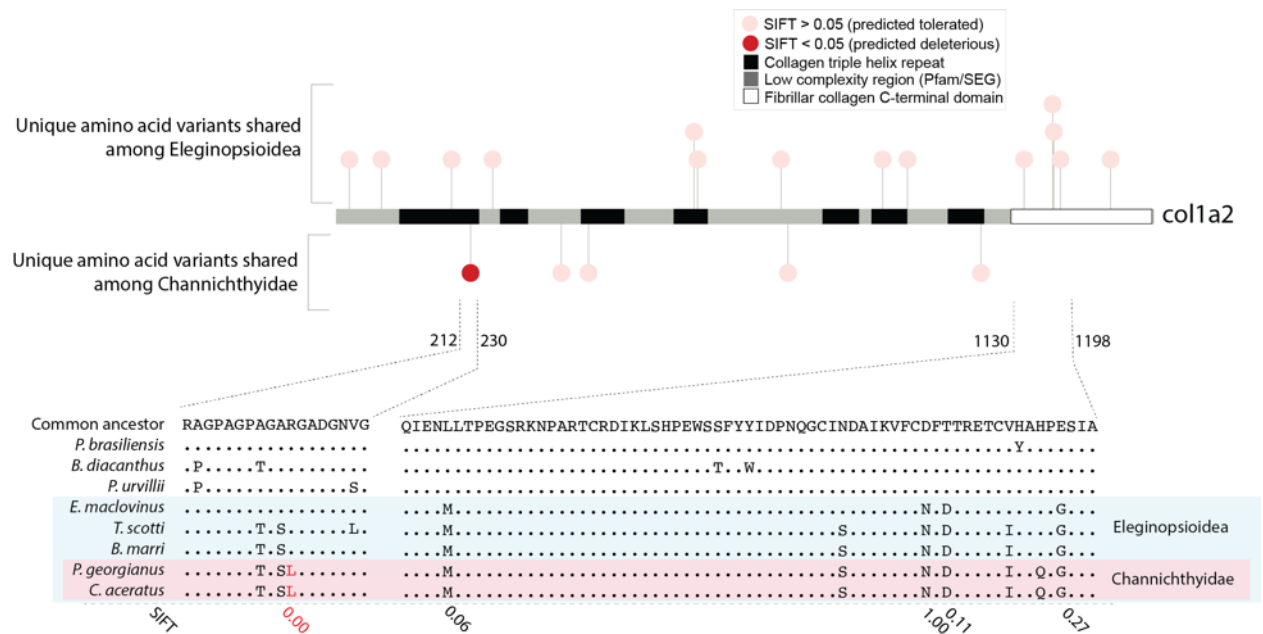 SIFT > 0.05 (predicted tolerated)
SIFT < 0.05 (predicted deleterious)
Collagen triple helix repeat
Low complexity region (Pfam/SEG)
Fibrillar collagen C-terminal domain
Unique amino acid variants shared
among Eleginopsioidea
col1a2
Unique amino acid variants shared
among Channichthyidae
212 230 1130 1198
Common ancestor RAGPAGPAGARGADGNVG QIENLLTPEGSRKNPARTCRDIKLSHPEWSSFYYIDPNQGCINDAIKVFCDFTTRETCVHAHPESIA
P. brasiliensis .................. ...........................................................Y.......
B. diacanthus .P.....T.......... ..............................T..W.................................
P. urvillii .P..............S. ...................................................................
E. maclovinus .................. ....M.............................................N.D..........G...
Eleginopsioidea
T. scotti .......T.S......L. ....M.....................................S.......N.D.....I....G...
B. marri .......T.S........ ....M.....................................S.......N.D.....I....G...
P. georgianus .......T.SL....... ....M.....................................S.......N.D.....I..Q.G...
Channichthyidae
C. aceratus .......T.SL....... ....M.....................................S.......N.D.....I..Q.G...
SIFT 0.00 0.06 1.00 0.11 0.27